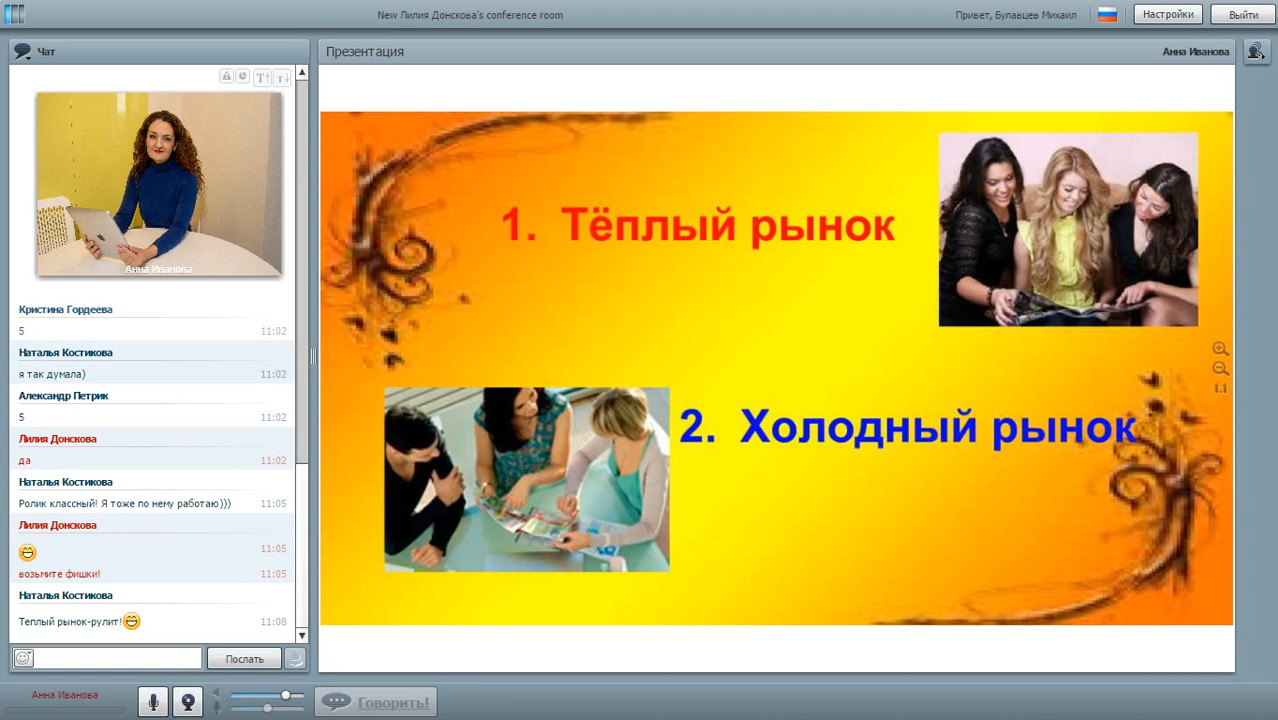 New Лилия Донскова's conference room
Привет, Булавцев Михаил
Настройки
Выйти
Чат
Анна Иванова
Кристина Гордеева
5 11:02
Наталья Костикова
я так думала) 11:02
Александр Петрик
5 11:02
Лилия Донскова
да 11:02
Наталья Костикова
Ролик классный! Я тоже по нему работаю))) 11:05
Лилия Донскова
11:05
возьмите фишки! 11:05
Наталья Костикова
Теплый рынок-рулит! 11:08
Послать
Презентация
Анна Иванова
1. Тёплый рынок
2. Холодный рынок
1:1
Анна Иванова
Говорить!